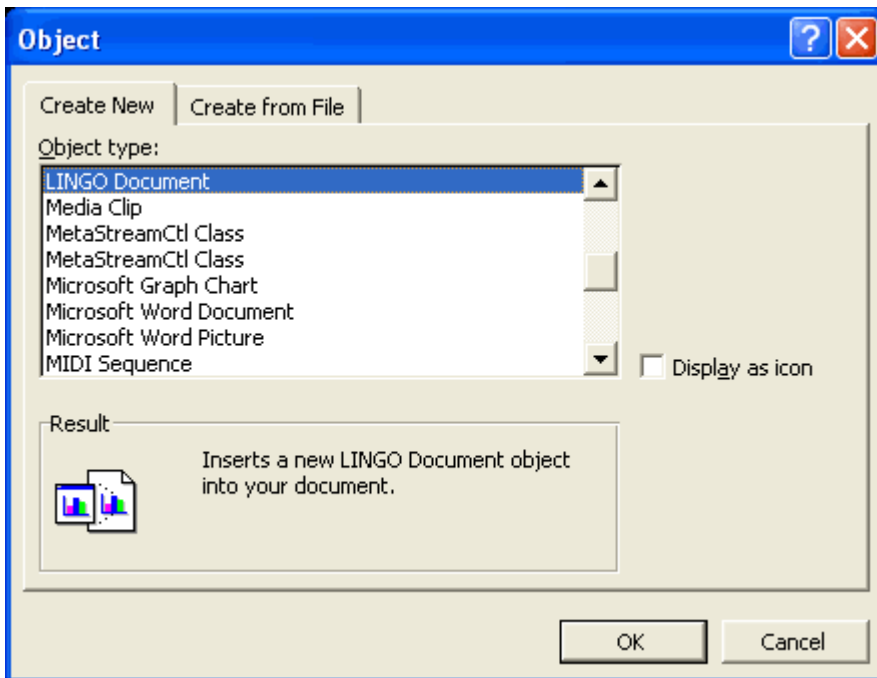 Object
Create New
Create from File
Object type:
LINGO Document
Media Clip
MetaStreamCtl Class
MetaStreamCtl Class
Microsoft Graph Chart
Microsoft Word Document
Microsoft Word Picture
MIDI Sequence
Display as icon
Result
Inserts a new LINGO Document object
into your document.
OK
Cancel